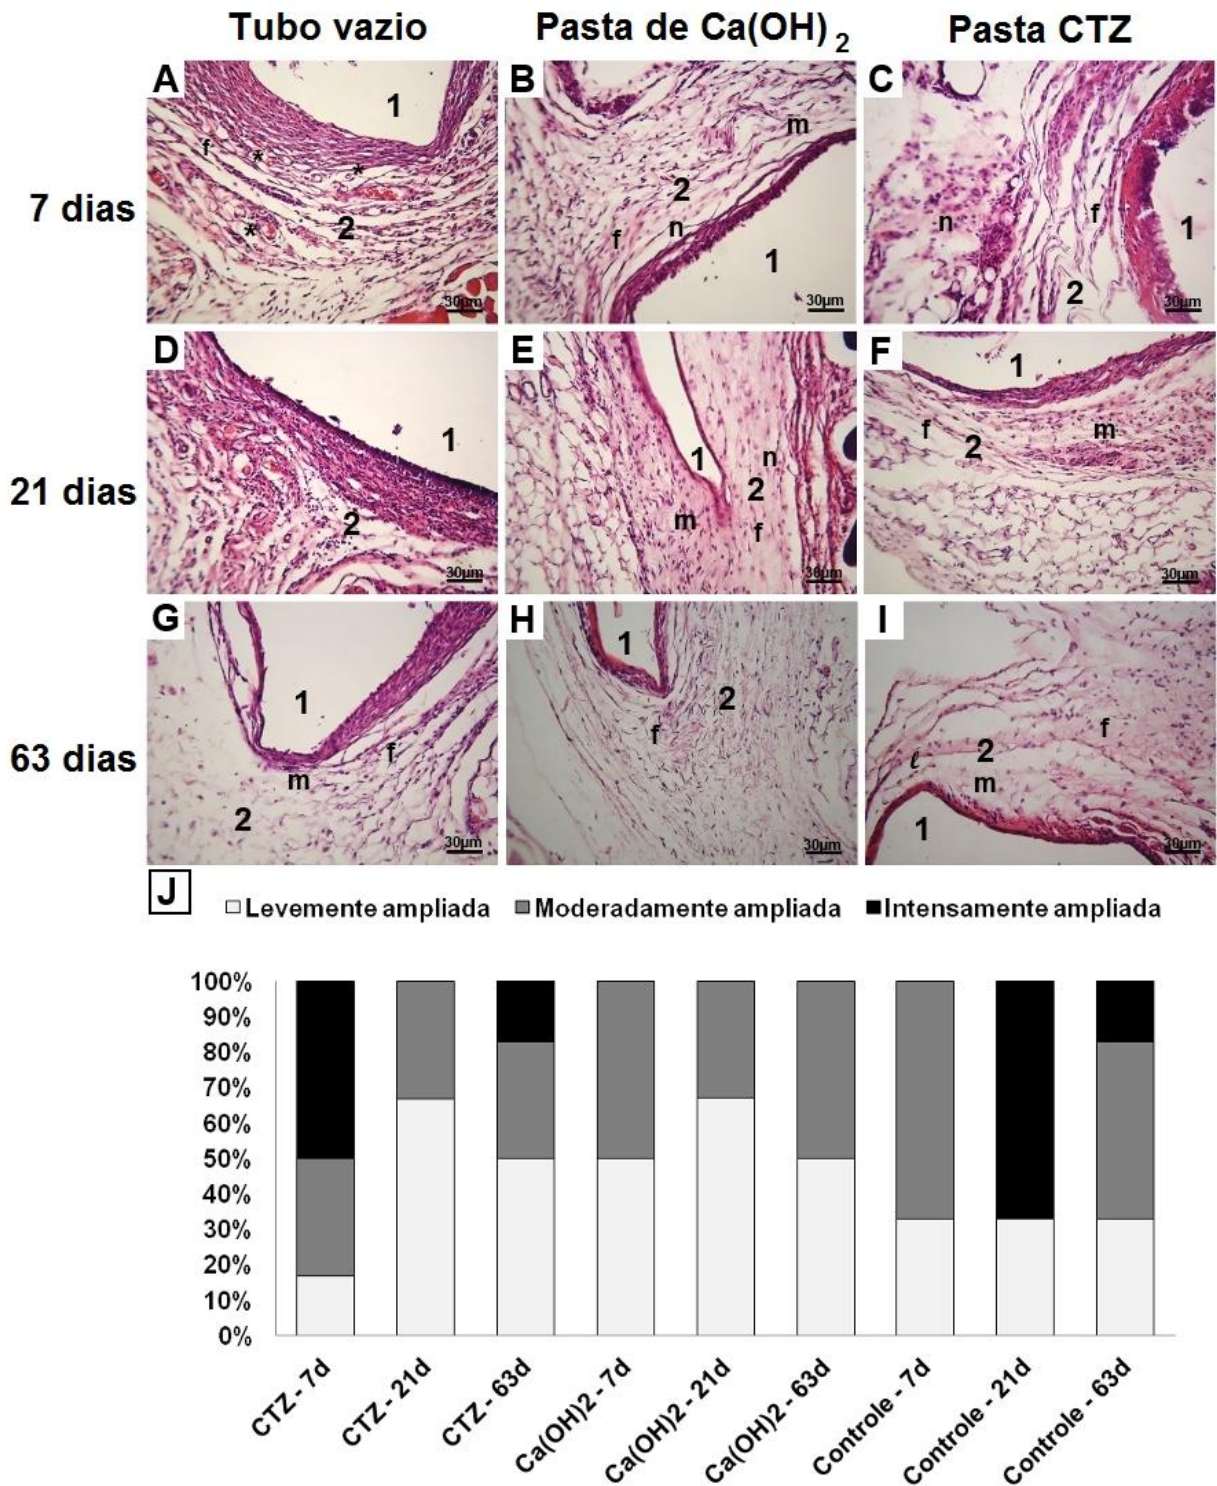 Tubo vazio Pasta de Ca(OH)2 Pasta CTZ
7 dias
A 1 f * * * 2 30µm
B m 2 n f 1 30µm
C n f 1 2 30µm
21 dias
D 1 2 30µm
E 1 n 2 m f 30µm
F 1 f 2 m 30µm
63 dias
G 1 f m 2 30µm
H 1 2 f 30µm
I f 2 ℓ m 1 30µm
J
Levemente ampliada Moderadamente ampliada Intensamente ampliada
100%
90%
80%
70%
60%
50%
40%
30%
20%
10%
0%
CTZ - 7d
CTZ - 21d
CTZ - 63d
Ca(OH)2 - 7d
Ca(OH)2 - 21d
Ca(OH)2 - 63d
Controle - 7d
Controle - 21d
Controle - 63d